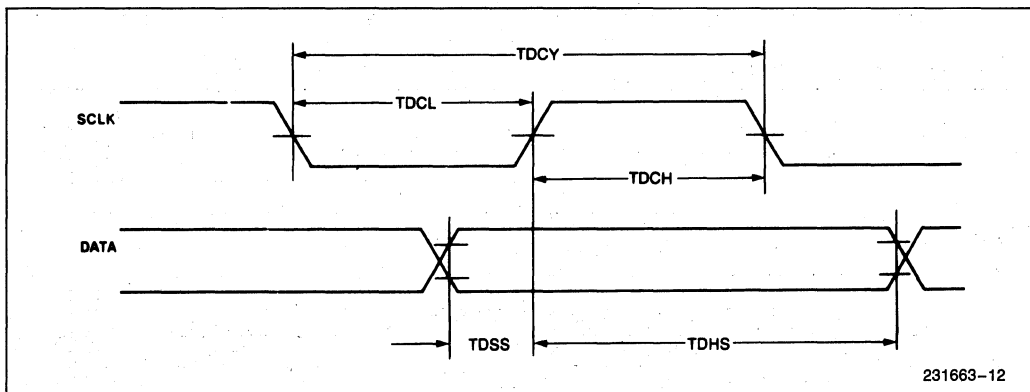 TDCY
TDCL
SCLK
TDCH
DATA
TDSS
TDHS
231663-12